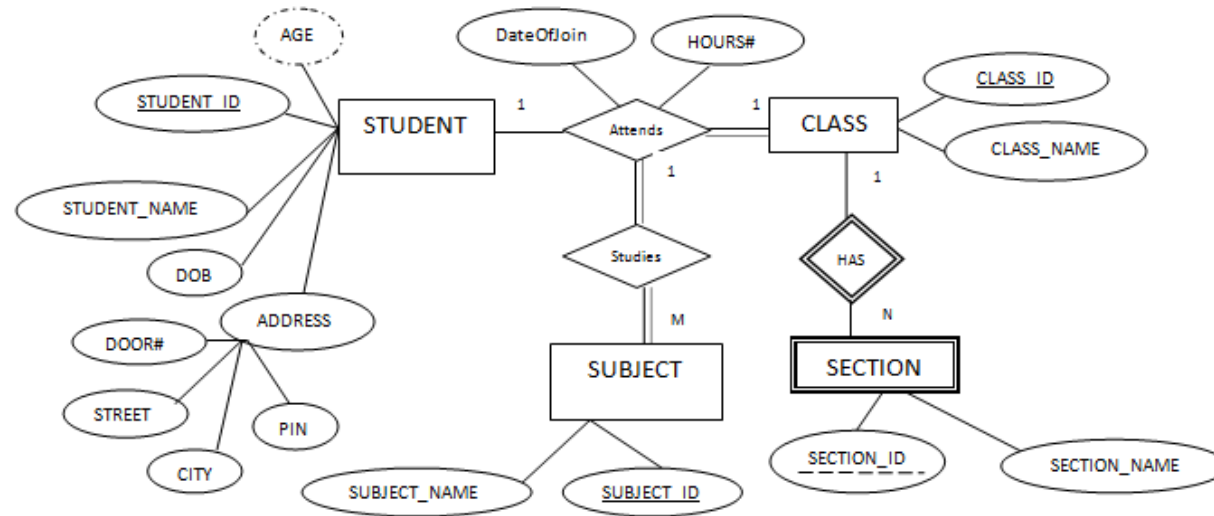 AGE
DateOfJoin
HOURS#
STUDENT_ID
CLASS_ID
STUDENT
1
Attends
1
CLASS
CLASS_NAME
1
1
STUDENT_NAME
Studies
HAS
DOB
ADDRESS
M
N
DOOR#
SUBJECT
SECTION
STREET
PIN
CITY
SECTION_ID
SECTION_NAME
SUBJECT_NAME
SUBJECT_ID